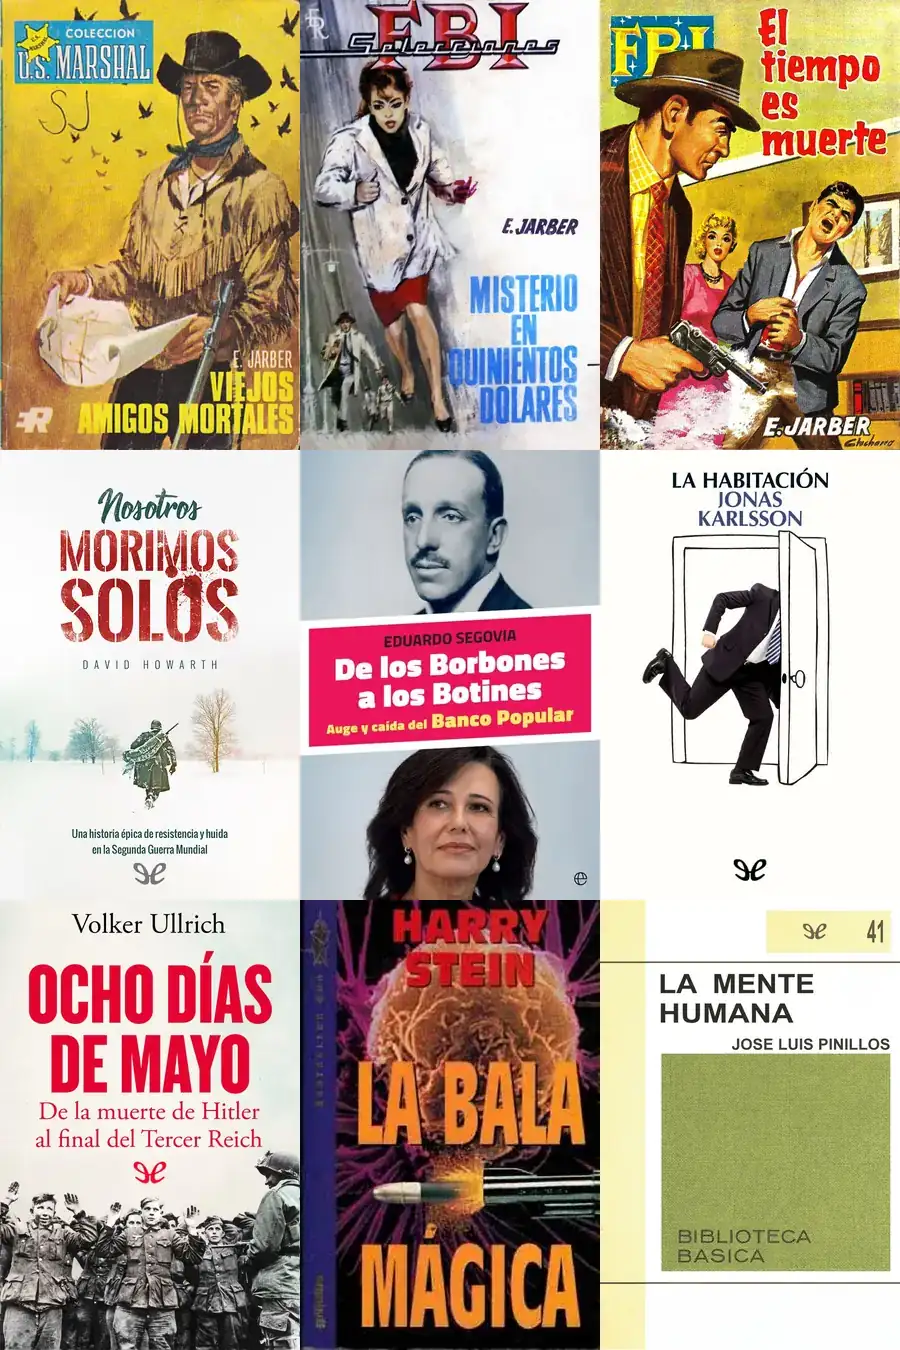 COLECCION
U.S. MARSHAL
SJ
E. JARBER
VIEJOS
AMIGOS MORTALES
R
FBI
Selecciones
E. JARBER
MISTERIO
EN
QUINIENTOS
DOLARES
FBI
El
tiempo
es
muerte
E. JARBER
Nosotros
MORIMOS
SOLOS
DAVID HOWARTH
Una historia épica de resistencia y huida
en la Segunda Guerra Mundial
EDUARDO SEGOVIA
De los Borbones
a los Botines
Auge y caída del Banco Popular
LA HABITACIÓN
JONAS
KARLSSON
Volker Ullrich
OCHO DÍAS
DE MAYO
De la muerte de Hitler
al final del Tercer Reich
HARRY
STEIN
LA BALA
MÁGICA
41
LA MENTE
HUMANA
JOSE LUIS PINILLOS
BIBLIOTECA
BASICA